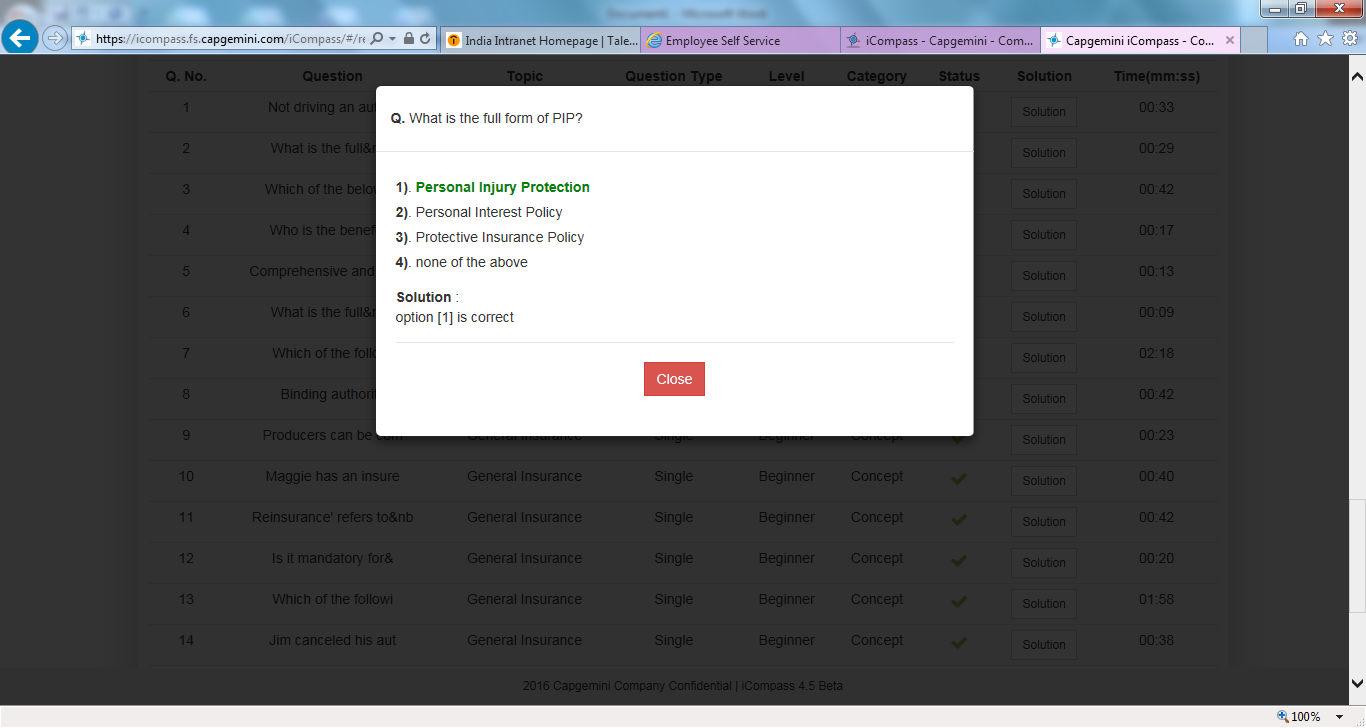 Document1 - Microsoft Word
https://icompass.fs.capgemini.com/iCompass/#/re
India Intranet Homepage | Tale...
Employee Self Service
iCompass - Capgemini - Com...
Capgemini iCompass - Co...
Q. No. Question Topic Question Type Level Category Status Solution Time(mm:ss)
1 Not driving an au Solution 00:33
2 What is the full&n Solution 00:29
3 Which of the belo Solution 00:42
4 Who is the benef Solution 00:17
5 Comprehensive and Solution 00:13
6 What is the full&n Solution 00:09
7 Which of the follo Solution 02:18
8 Binding authorit Solution 00:42
9 Producers can be com General Insurance Single Beginner Concept Solution 00:23
10 Maggie has an insure General Insurance Single Beginner Concept Solution 00:40
11 Reinsurance' refers to&nb General Insurance Single Beginner Concept Solution 00:42
12 Is it mandatory for& General Insurance Single Beginner Concept Solution 00:20
13 Which of the followi General Insurance Single Beginner Concept Solution 01:58
14 Jim canceled his aut General Insurance Single Beginner Concept Solution 00:38
Q. What is the full form of PIP?
1). Personal Injury Protection
2). Personal Interest Policy
3). Protective Insurance Policy
4). none of the above
Solution :
option [1] is correct
Close
2016 Capgemini Company Confidential | iCompass 4.5 Beta
100%